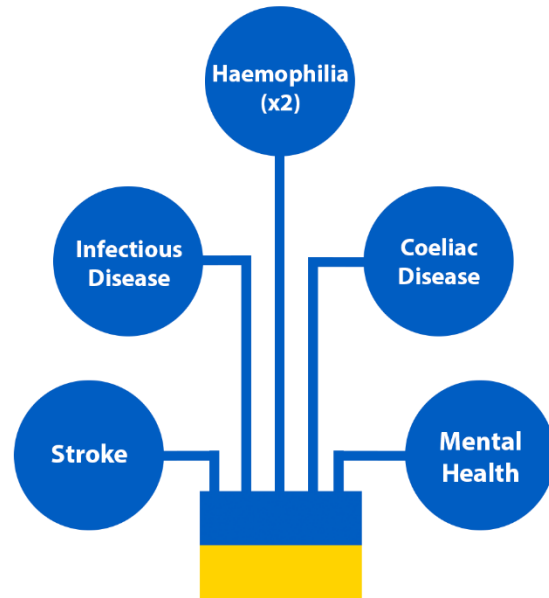 Haemophilia
(x2)
Infectious
Disease
Coeliac
Disease
Stroke
Mental
Health